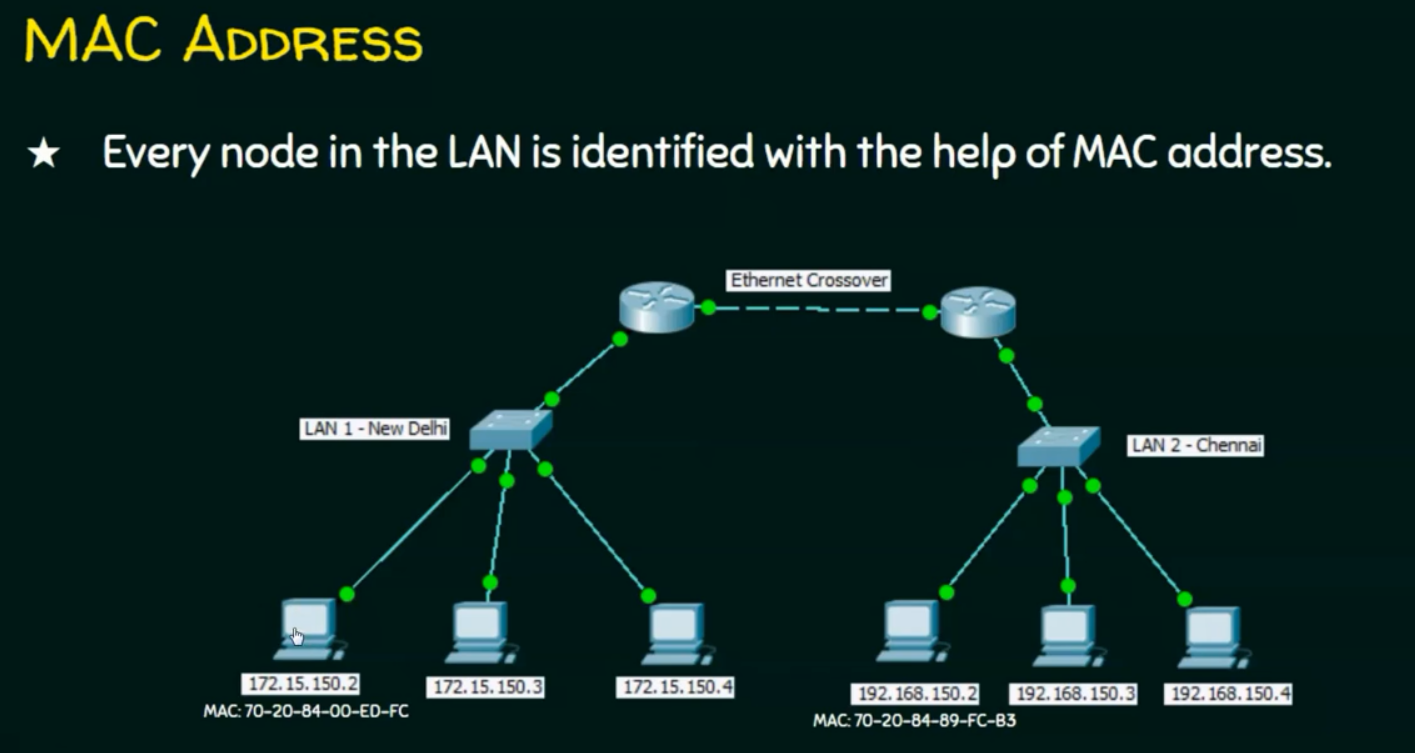 MAC ADDRESS
★ Every node in the LAN is identified with the help of MAC address.
Ethernet Crossover
LAN 1 - New Delhi
LAN 2 - Chennai
172.15.150.2
172.15.150.3
172.15.150.4
192.168.150.2
192.168.150.3
192.168.150.4
MAC: 70-20-84-00-ED-FC
MAC: 70-20-84-89-FC-B3